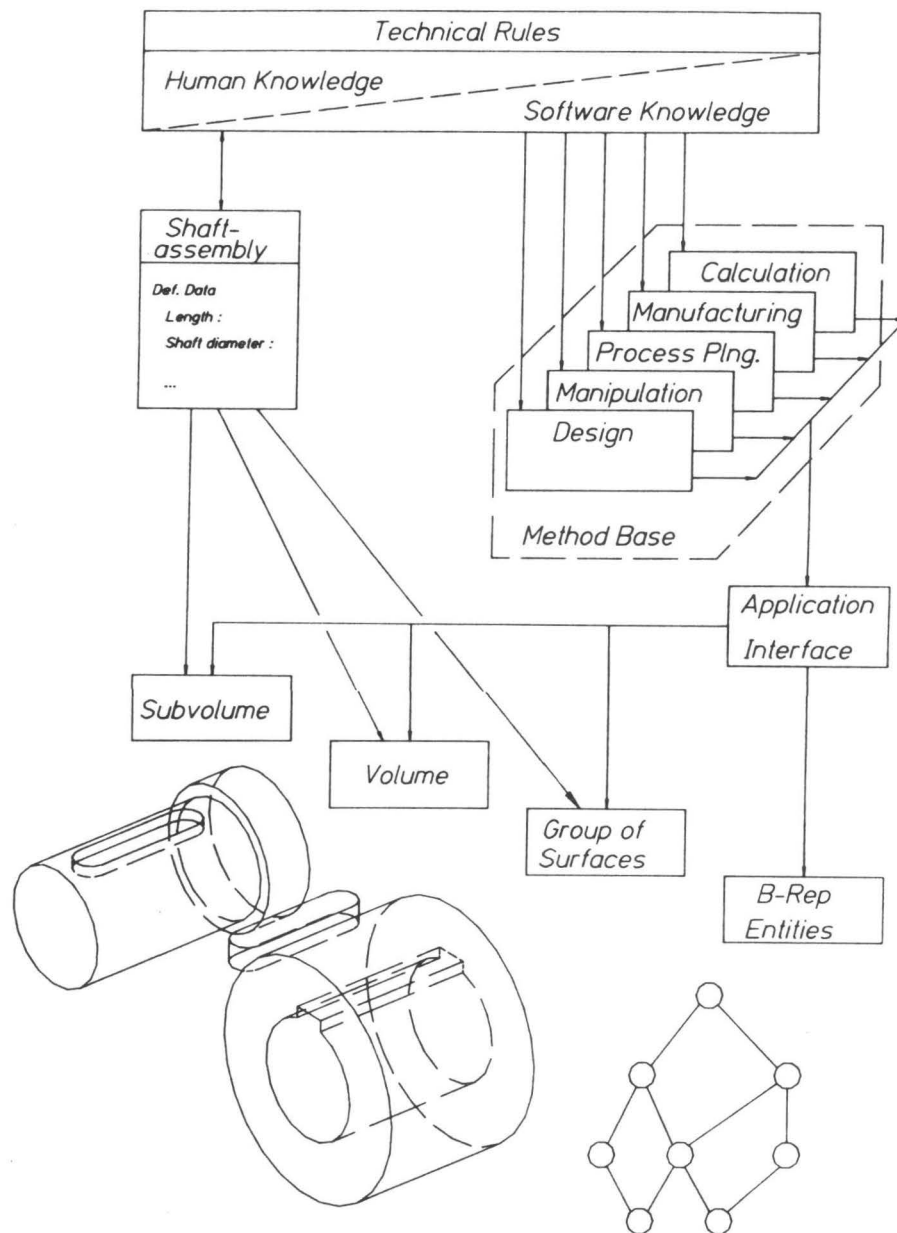 Technical Rules
Human Knowledge
Software Knowledge
Shaft-
assembly
Def. Data
Length :
Shaft diameter :
...
Calculation
Manufacturing
Process Plng.
Manipulation
Design
Method Base
Application
Interface
Subvolume
Volume
Group of
Surfaces
B-Rep
Entities